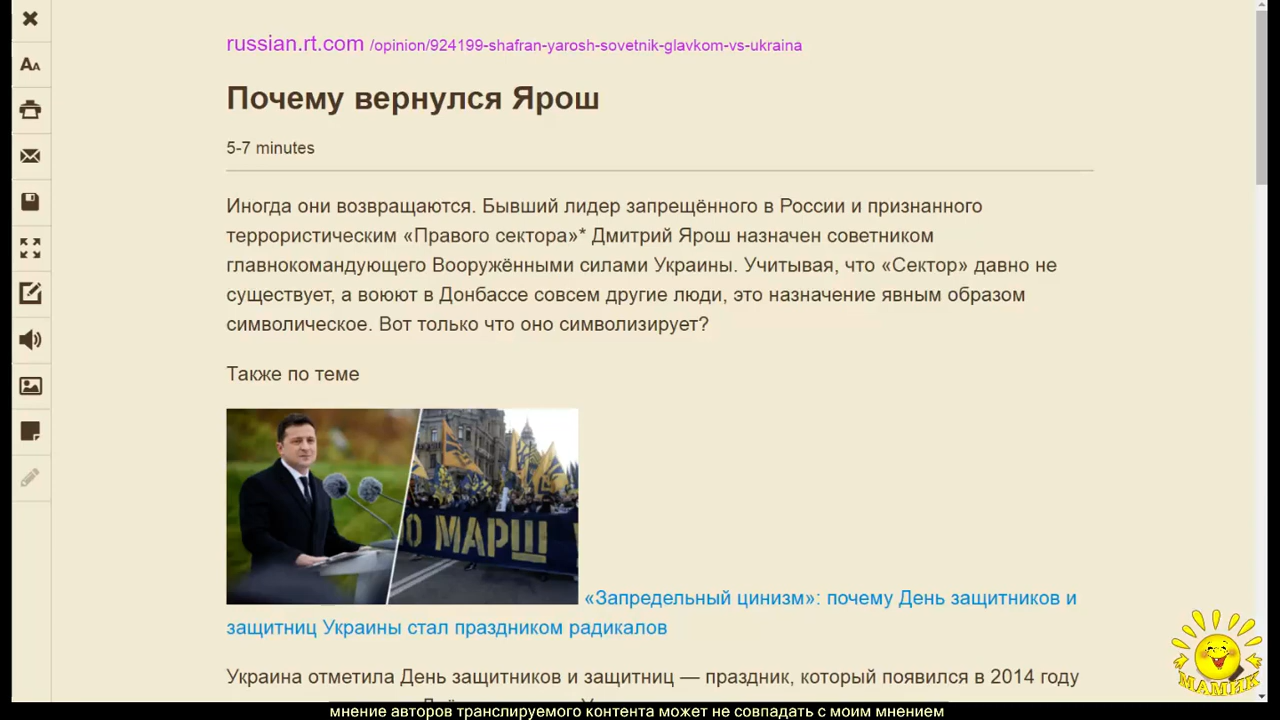 russian.rt.com /opinion/924199-shafran-yarosh-sovetnik-glavkom-vs-ukraina
Почему вернулся Ярош
5-7 minutes
Иногда они возвращаются. Бывший лидер запрещённого в России и признанного
террористическим «Правого сектора»* Дмитрий Ярош назначен советником
главнокомандующего Вооружёнными силами Украины. Учитывая, что «Сектор» давно не
существует, а воюют в Донбассе совсем другие люди, это назначение явным образом
символическое. Вот только что оно символизирует?
Также по теме
МАРШ
«Запредельный цинизм»: почему День защитников и
защитниц Украины стал праздником радикалов
Украина отметила День защитников и защитниц — праздник, который появился в 2014 году
МАМИК
мнение авторов транслируемого контента может не совпадать с моим мнением